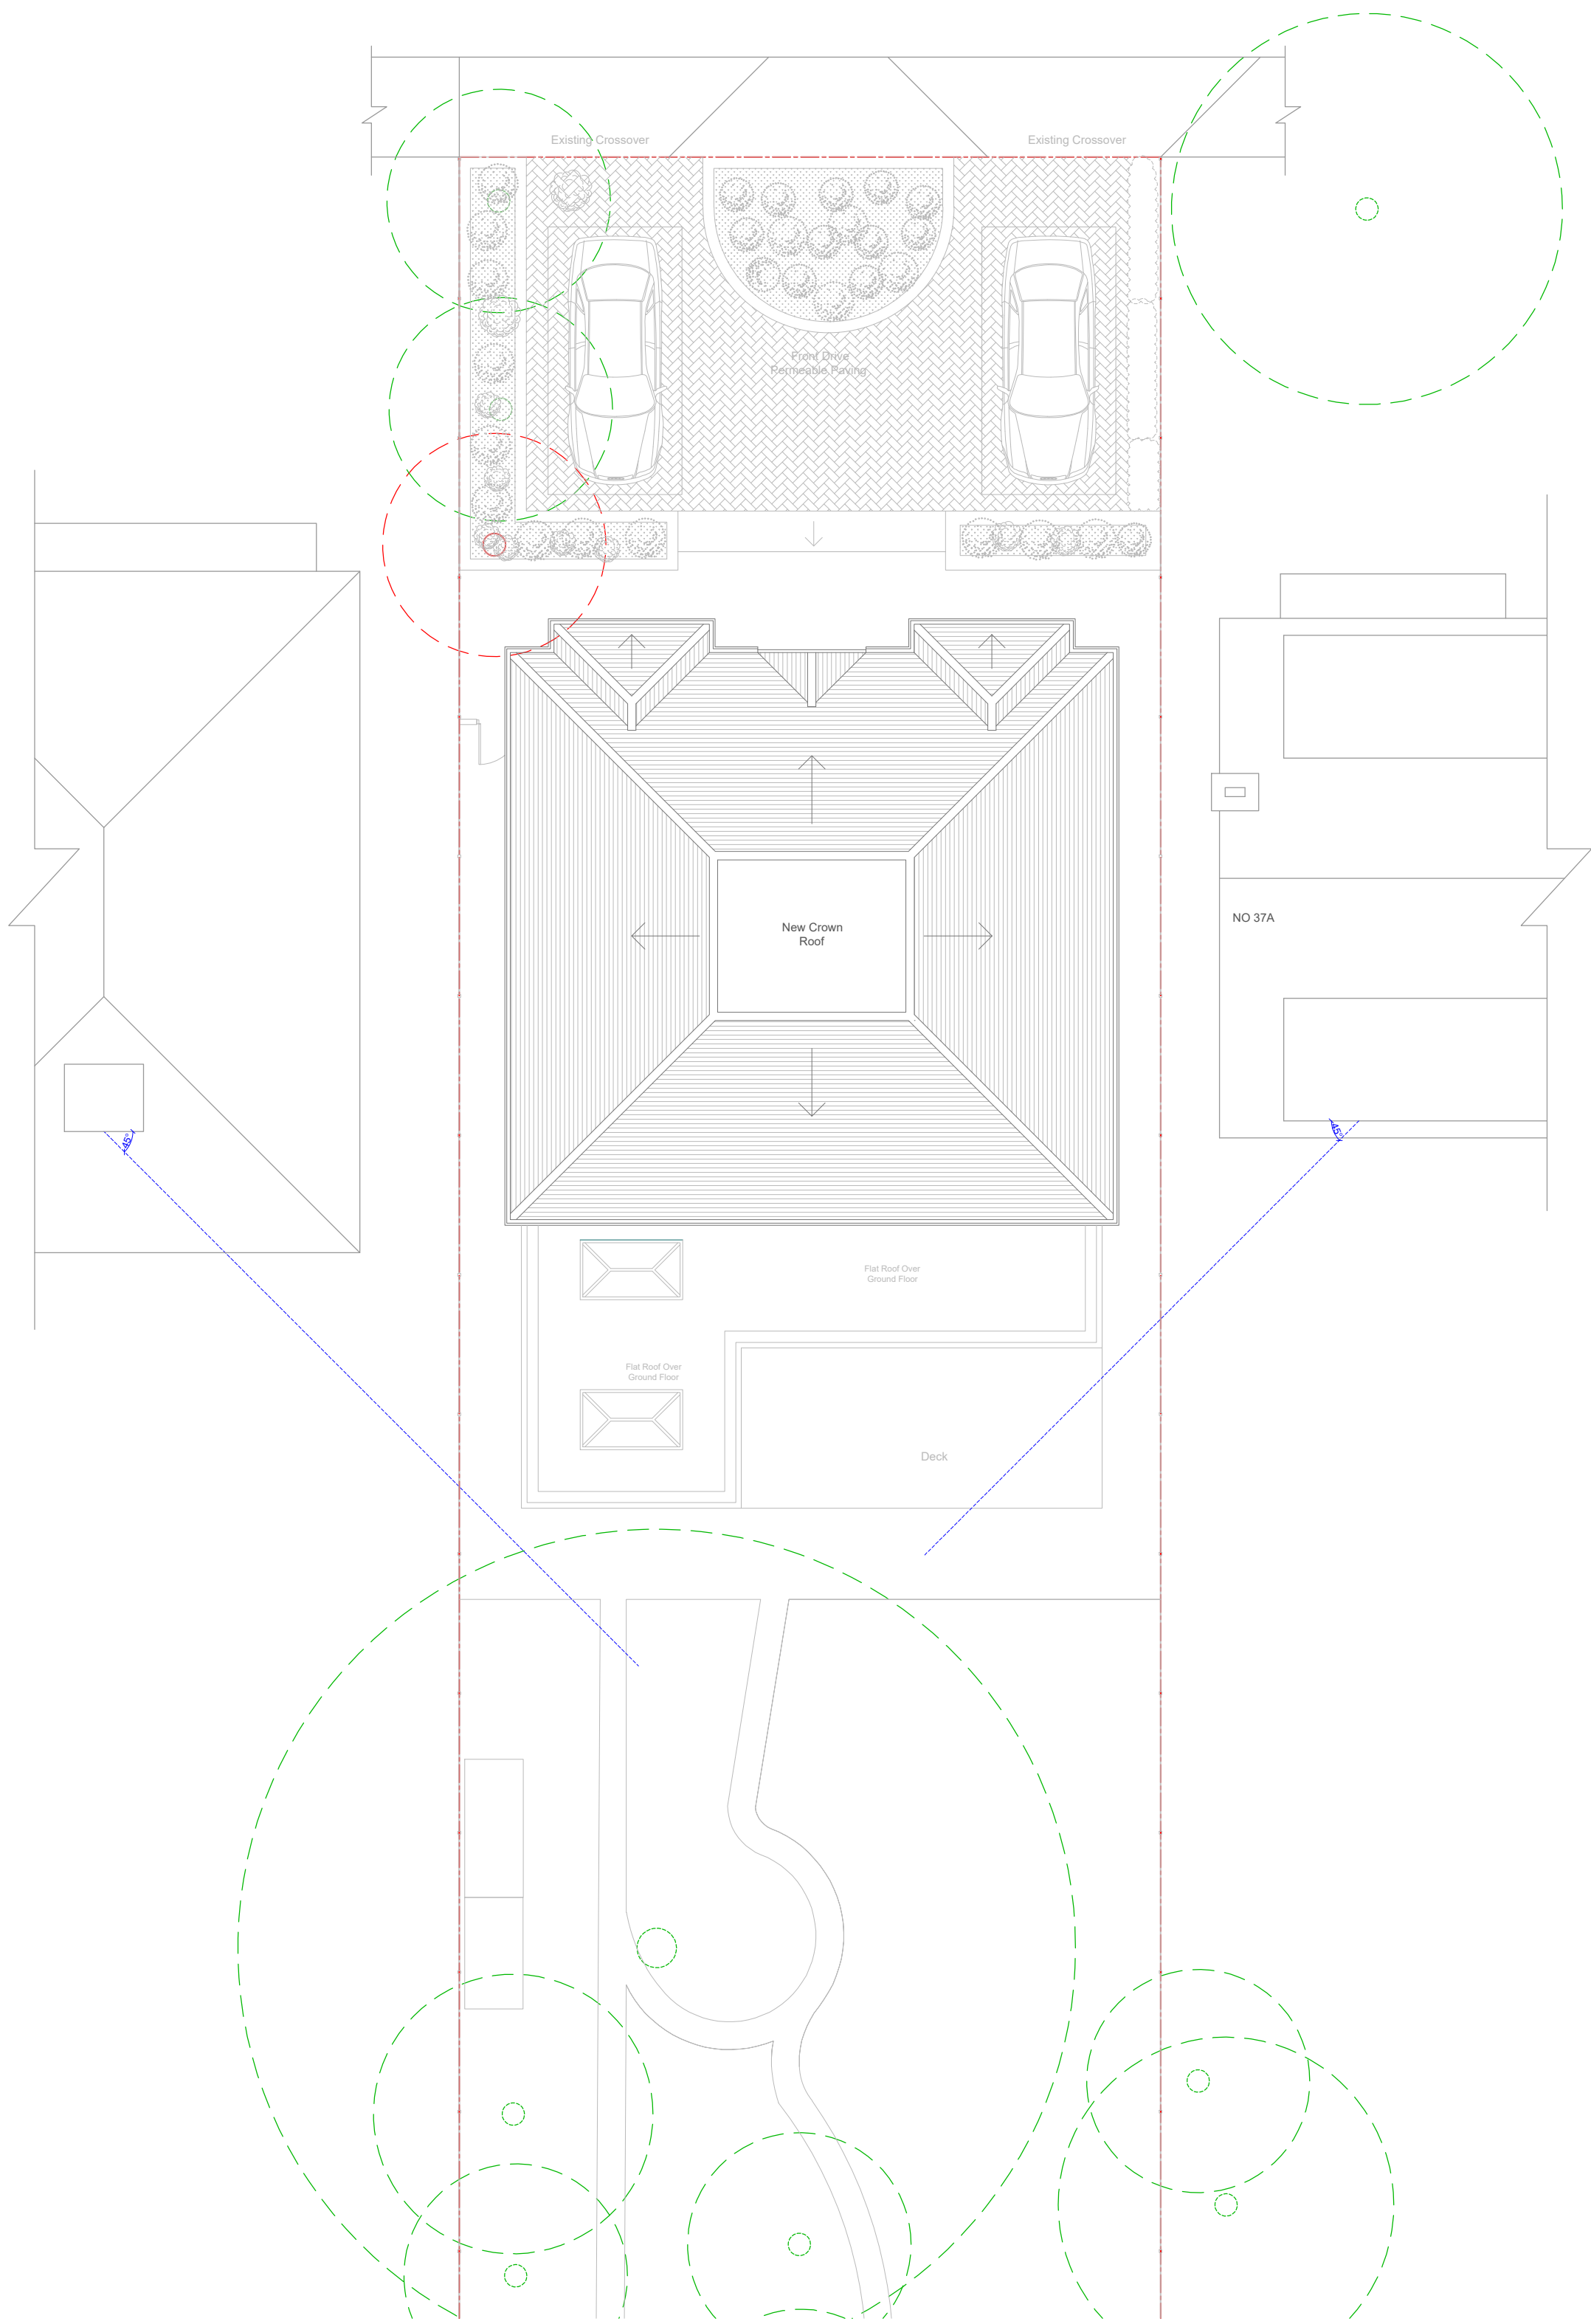 Existing Crossover
Existing Crossover
Front Drive
Permeable Paving
New Crown
Roof
NO 37A
45°
45°
Flat Roof Over
Ground Floor
Flat Roof Over
Ground Floor
Deck